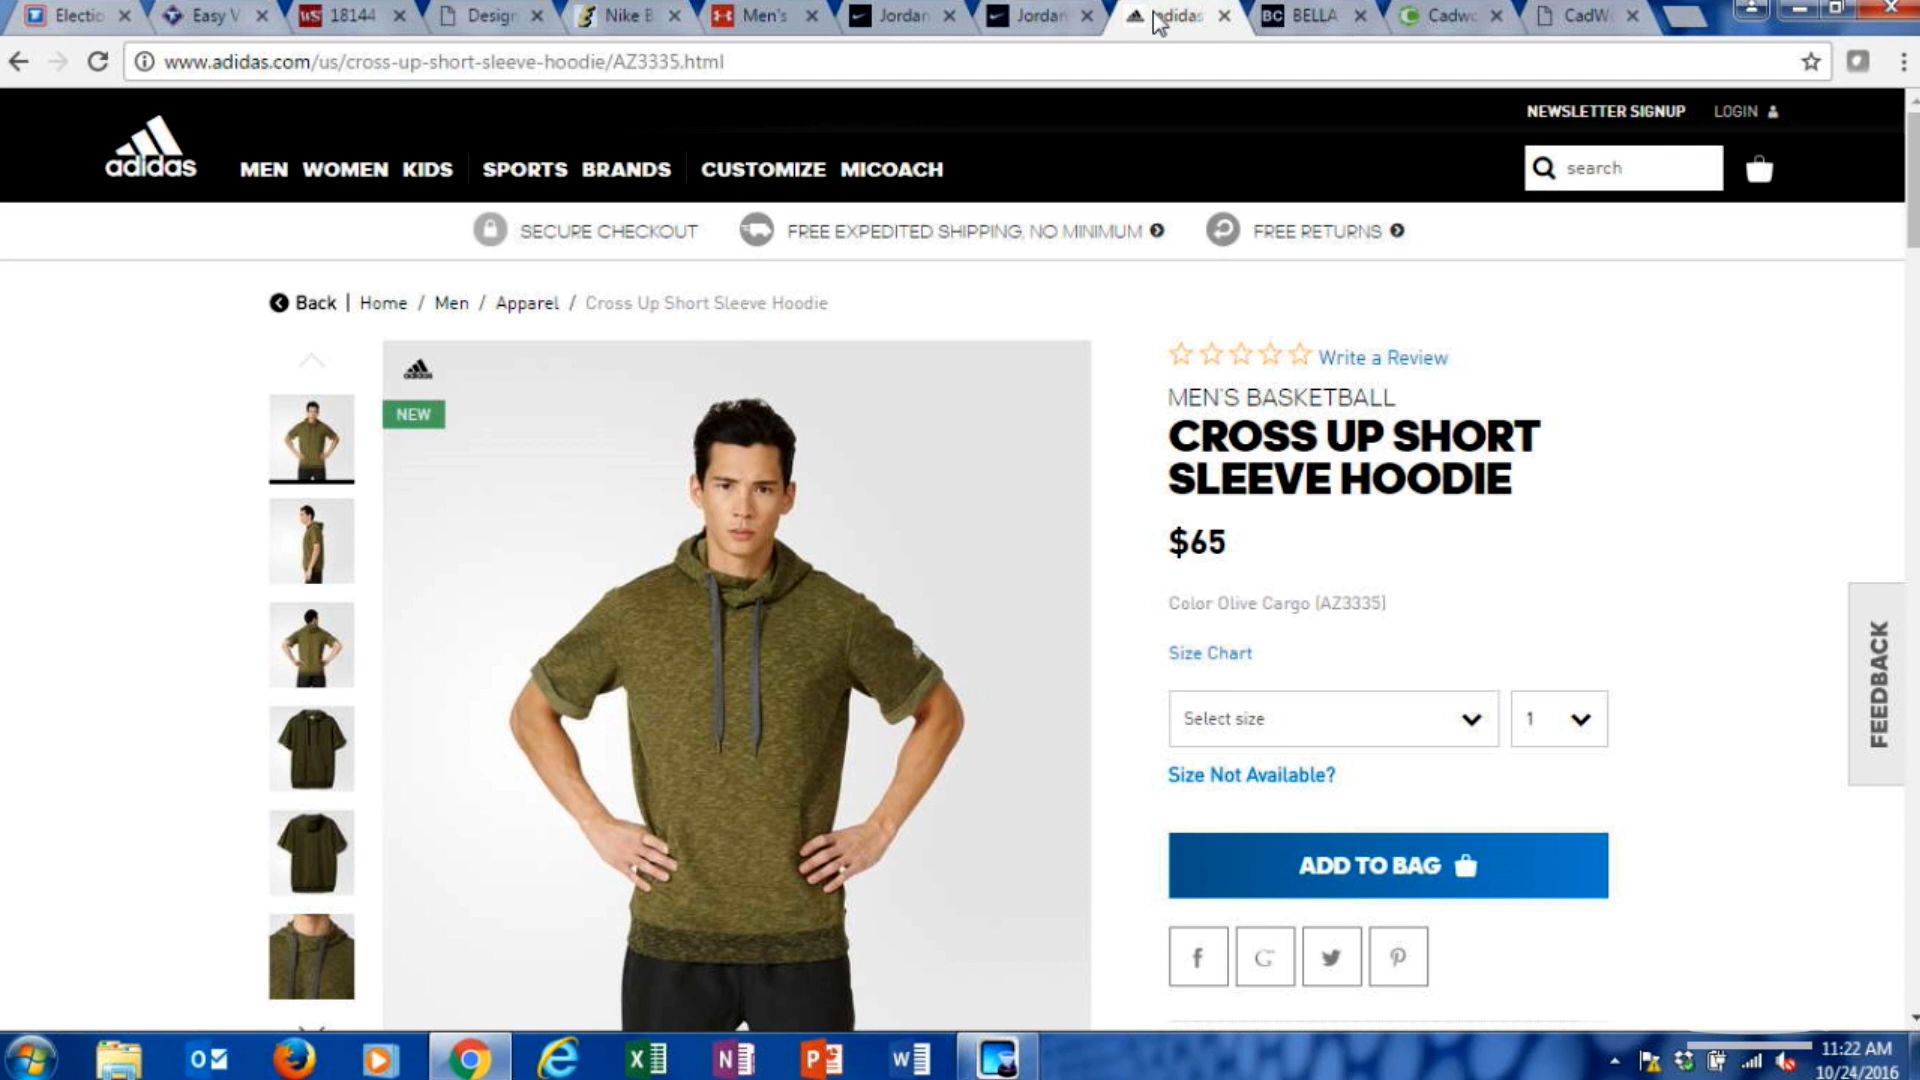 Electio
Easy V
WS 18144
Design
Nike B
Men's
Jordan
Jordan
adidas
BC BELLA
Cadwo
CadW
www.adidas.com/us/cross-up-short-sleeve-hoodie/AZ3335.html
NEWSLETTER SIGNUP LOGIN
adidas
MEN WOMEN KIDS SPORTS BRANDS CUSTOMIZE MICOACH
search
SECURE CHECKOUT FREE EXPEDITED SHIPPING, NO MINIMUM FREE RETURNS
Back | Home / Men / Apparel / Cross Up Short Sleeve Hoodie
adidas
NEW
Write a Review
MEN'S BASKETBALL
CROSS UP SHORT
SLEEVE HOODIE
$65
Color Olive Cargo (AZ3335)
Size Chart
Select size 1
Size Not Available?
ADD TO BAG
FEEDBACK
11:22 AM
10/24/2016